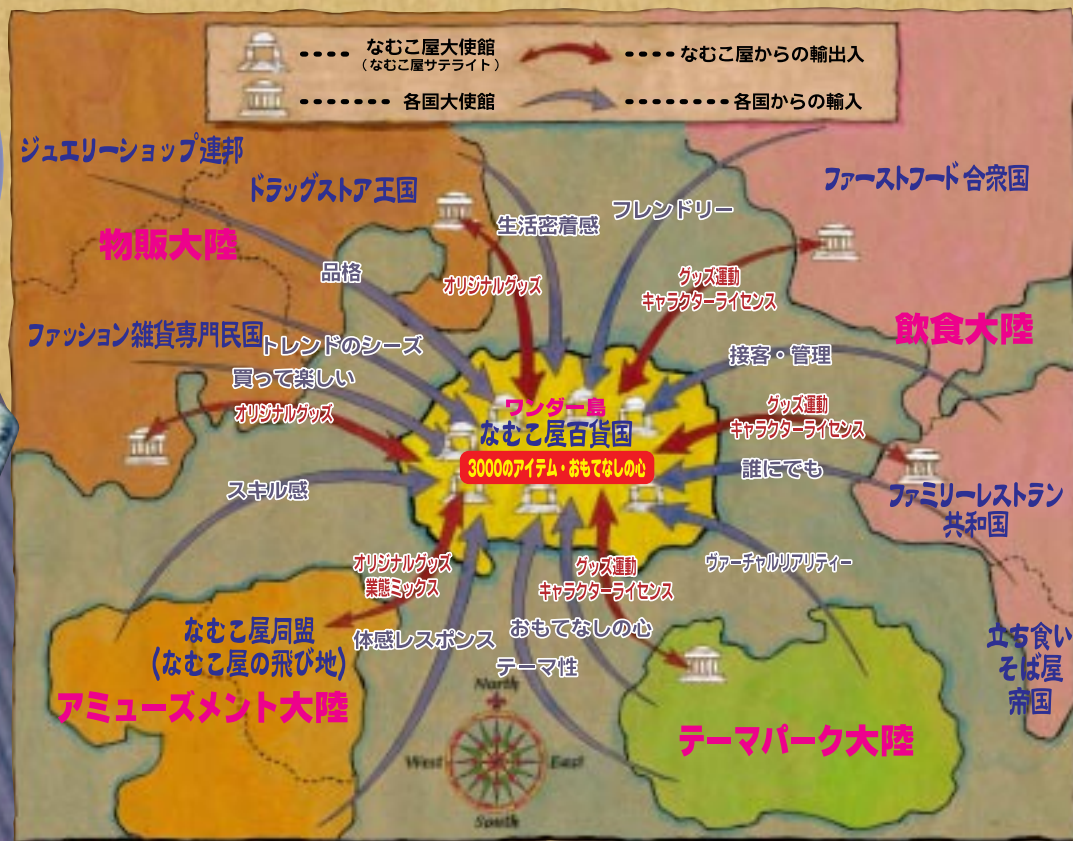 なむこ屋大使館
（なむこ屋サテライト）
なむこ屋からの輸出入
各国大使館
各国からの輸入
ジュエリーショップ連邦
ドラッグストア王国
物販大陸
ファッション雑貨専門民国
生活密着感
フレンドリー
ファーストフード合衆国
品格
オリジナルグッズ
グッズ運動
キャラクターライセンス
飲食大陸
トレンドのシーズ
買って楽しい
接客・管理
オリジナルグッズ
ワンダー島
なむこ屋百貨国
3000のアイテム・おもてなしの心
グッズ運動
キャラクターライセンス
誰にでも
ファミリーレストラン
共和国
スキル感
オリジナルグッズ
業態ミックス
グッズ運動
キャラクターライセンス
ヴァーチャルリアリティー
なむこ屋同盟
(なむこ屋の飛び地)
体感レスポンス
おもてなしの心
テーマ性
立ち食い
そば屋
帝国
アミューズメント大陸
テーマパーク大陸
North
West
East
South